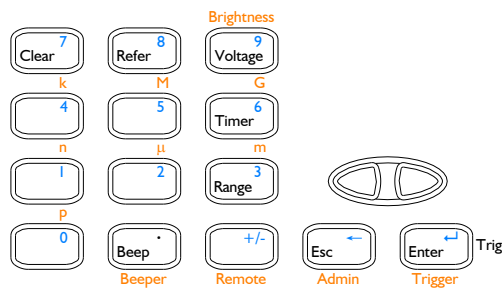 Brightness
7 8 9
Clear Refer Voltage
k M G
4 5 6
Timer
n μ m
1 2 3
Range
p
0 . +/- ← ↵
Beep Esc Enter Trig
Beeper Remote Admin Trigger